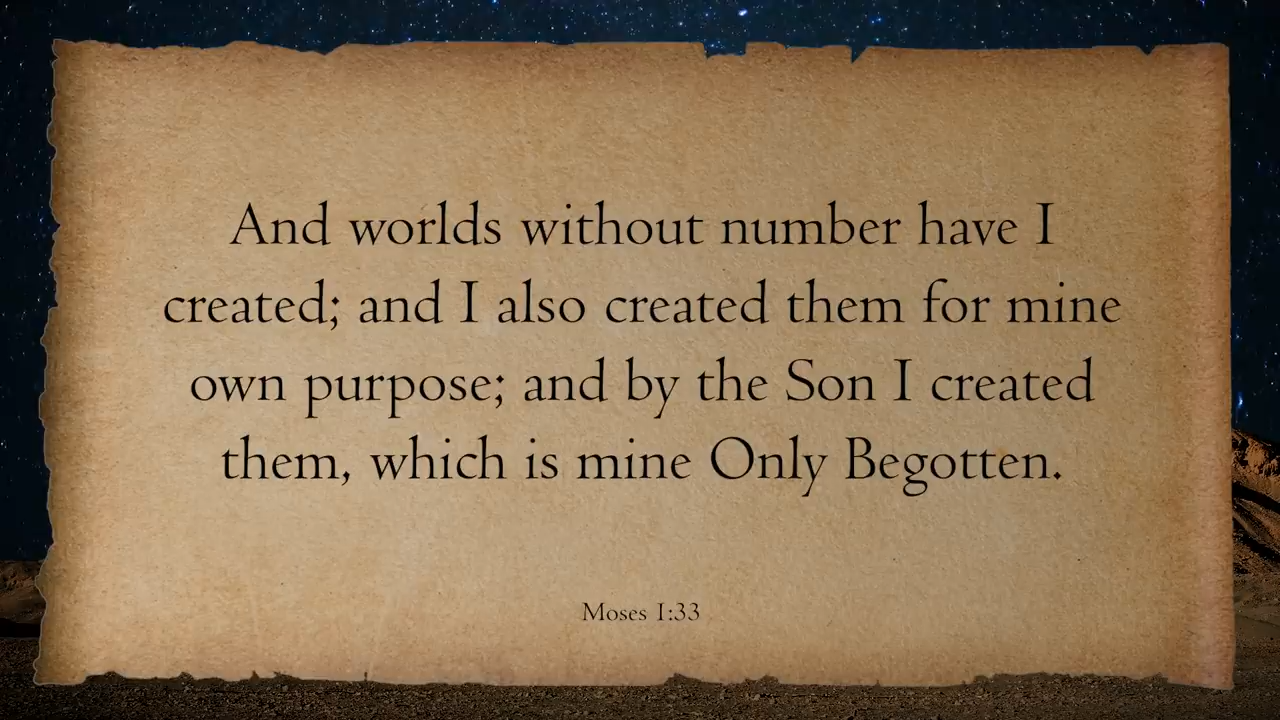 And worlds without number have I
created; and I also created them for mine
own purpose; and by the Son I created
them, which is mine Only Begotten.
Moses 1:33